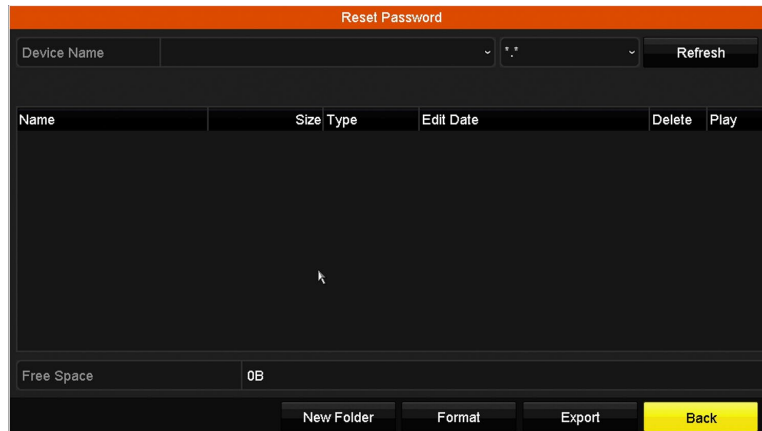 Reset Password
Device Name *.* Refresh
Name Size Type Edit Date Delete Play
Free Space 0B
New Folder Format Export Back